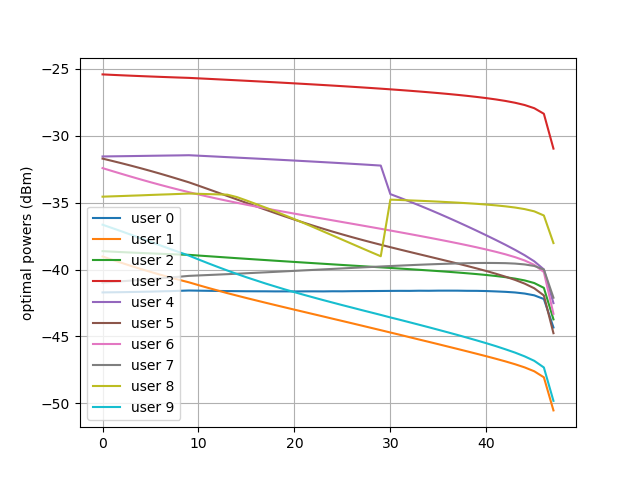 −25
−30
−35
−40
−45
−50
optimal powers (dBm)
user 0
user 1
user 2
user 3
user 4
user 5
user 6
user 7
user 8
user 9
0 10 20 30 40